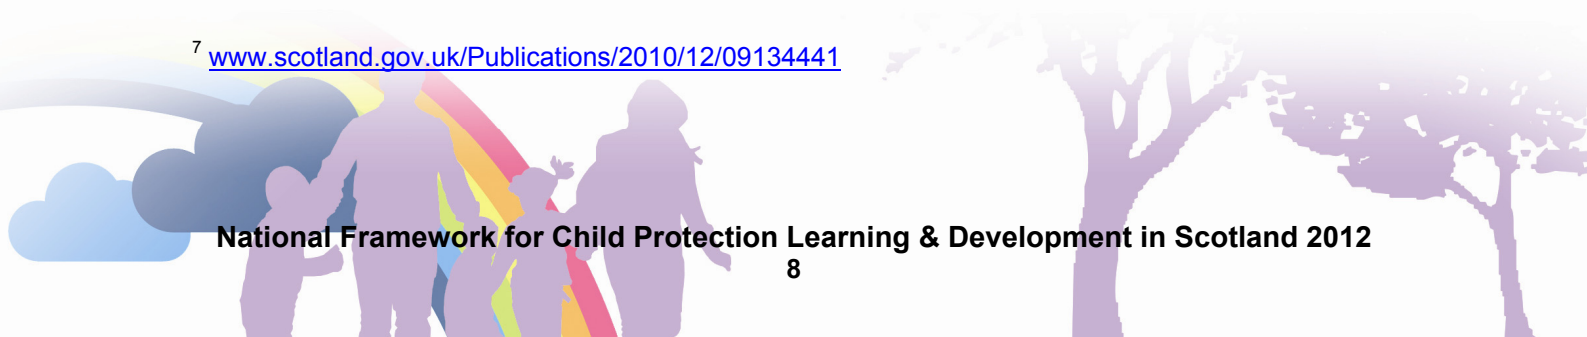 7 www.scotland.gov.uk/Publications/2010/12/09134441
National Framework for Child Protection Learning & Development in Scotland 2012
8